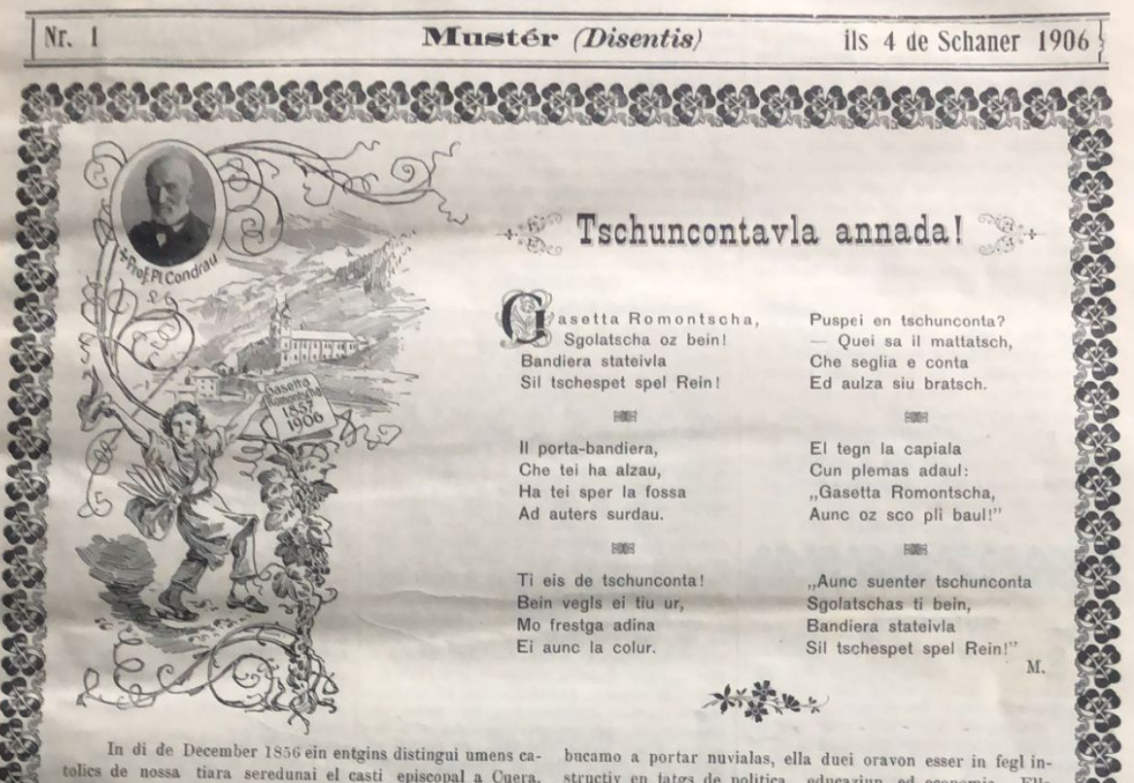 Nr. 1 Mustér (Disentis) ils 4 de Schaner 1906
† Prof. Pl Condrau
Gasetta
Romontscha
1857
1906
Tschuncontavla annada!
Gasetta Romontscha,
Sgolatscha oz bein!
Bandiera stateivla
Sil tschespet spel Rein!
Il porta-bandiera,
Che tei ha alzau,
Ha tei sper la fossa
Ad auters surdau.
Ti eis de tschunconta!
Bein vegls ei tiu ur,
Mo frestga adina
Ei aunc la colur.
Puspei en tschunconta?
— Quei sa il mattatsch,
Che seglia e conta
Ed aulza siu bratsch.
El tegn la capiala
Cun plemas adaul:
„Gasetta Romontscha,
Aunc oz sco pli baul!”
„Aunc suenter tschunconta
Sgolatschas ti bein,
Bandiera stateivla
Sil tschespet spel Rein!”
M.
In di de December 1856 ein entgins distingui umens ca-
tolics de nossa tiara seredunai el casti episcopal a Cuera,
bucamo a portar nuvialas, ella duei oravon esser in fegl in-
structiv en fatgs de politica, educaziun ed economia.